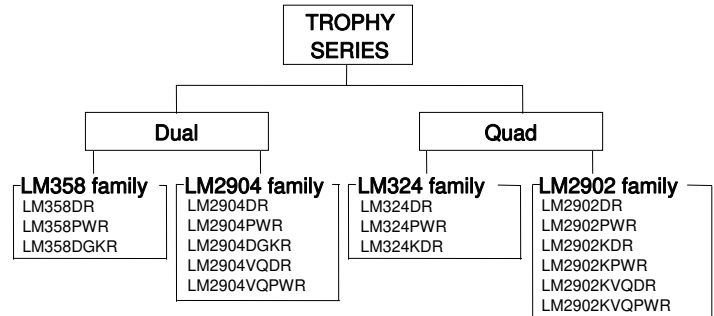 TROPHY
SERIES
Dual
Quad
LM358 family
LM358DR
LM358PWR
LM358DGKR
LM2904 family
LM2904DR
LM2904PWR
LM2904DGKR
LM2904VQDR
LM2904VQPWR
LM324 family
LM324DR
LM324PWR
LM324KDR
LM2902 family
LM2902DR
LM2902PWR
LM2902KDR
LM2902KPWR
LM2902KVQDR
LM2902KVQPWR